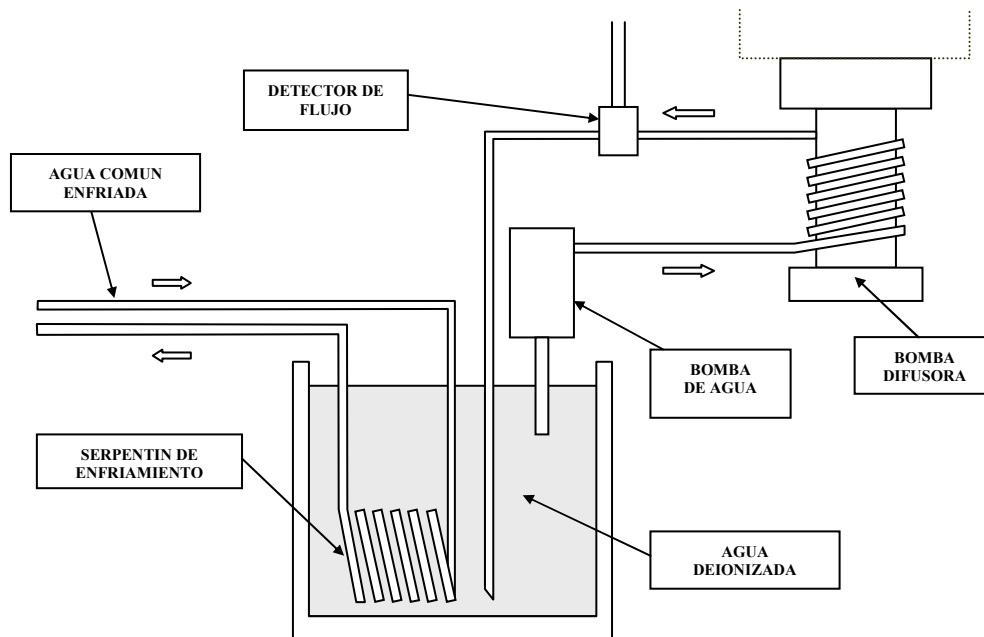 DETECTOR DE
FLUJO
AGUA COMUN
ENFRIADA
BOMBA
DE AGUA
BOMBA
DIFUSORA
SERPENTIN DE
ENFRIAMIENTO
AGUA
DEIONIZADA